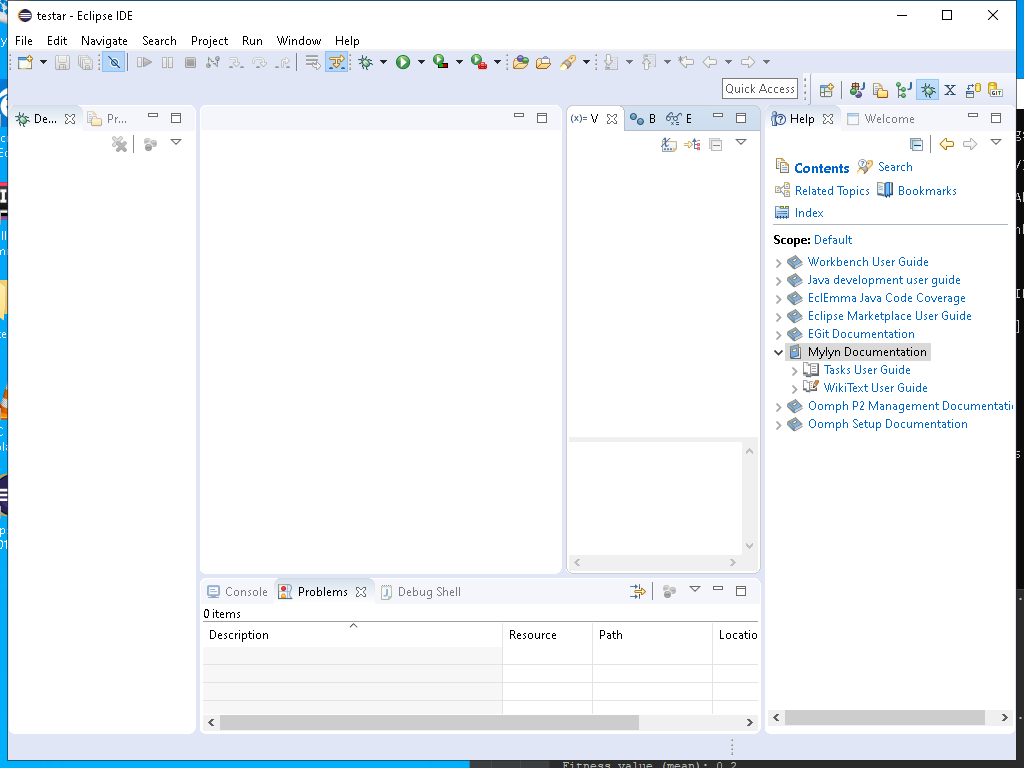 testar - Eclipse IDE
File Edit Navigate Search Project Run Window Help
Quick Access
De... Pr...
(x)= V B E
Help Welcome
Contents Search
Related Topics Bookmarks
Index
Scope: Default
Workbench User Guide
Java development user guide
EclEmma Java Code Coverage
Eclipse Marketplace User Guide
EGit Documentation
Mylyn Documentation
Tasks User Guide
WikiText User Guide
Oomph P2 Management Documentati
Oomph Setup Documentation
Console Problems Debug Shell
0 items
Description Resource Path Locatio
Fitness value (mean): 0.2